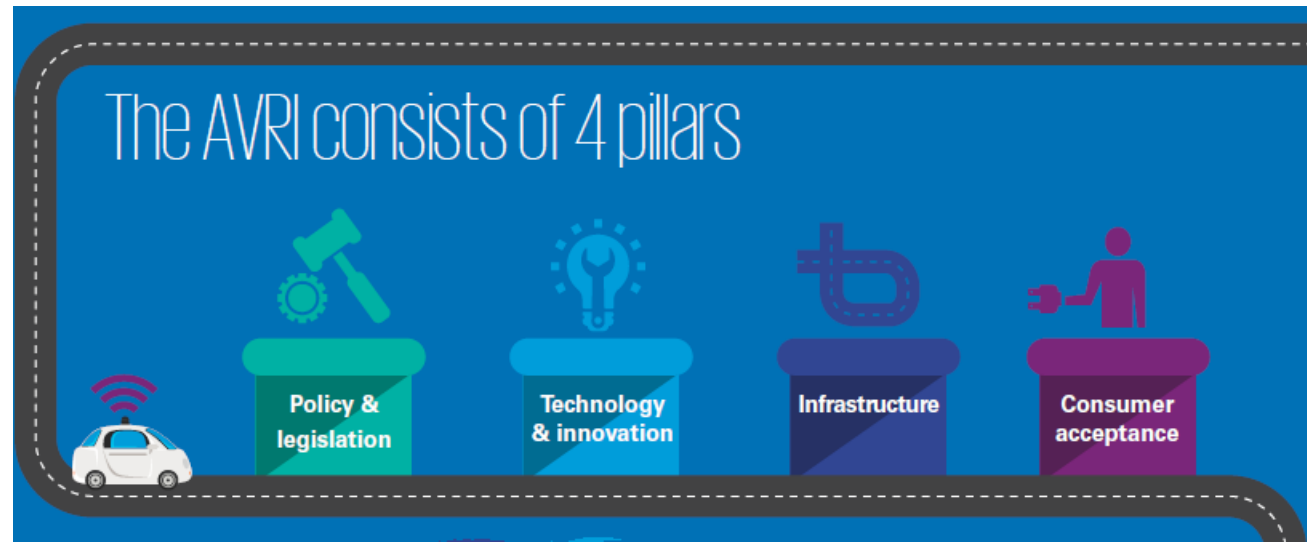 The AVRI consists of 4 pillars
Policy &
legislation
Technology
& innovation
Infrastructure
Consumer
acceptance